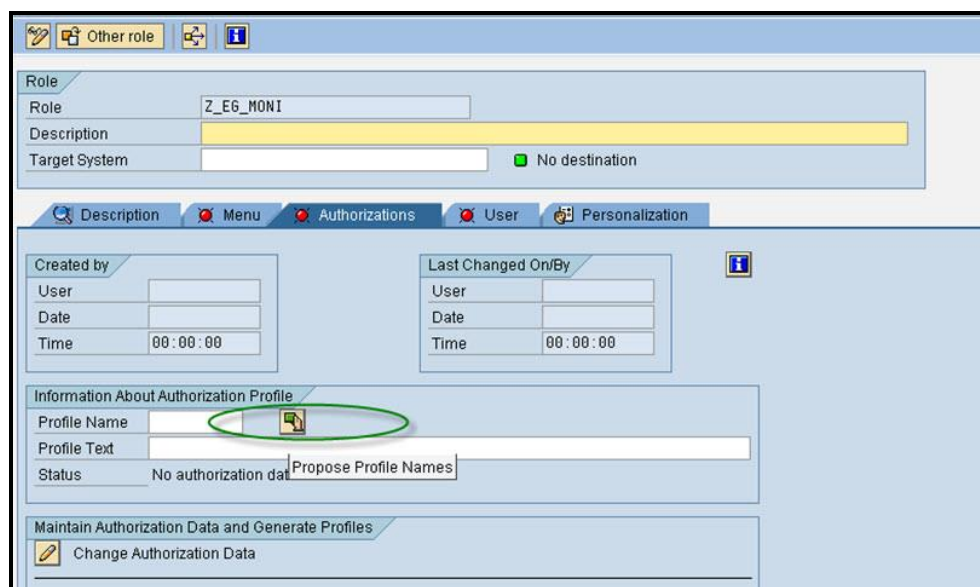 Other role
Role
Role Z_EG_MONI
Description
Target System No destination
Description Menu Authorizations User Personalization
Created by Last Changed On/By
User User
Date Date
Time 00:00:00 Time 00:00:00
Information About Authorization Profile
Profile Name
Profile Text
Propose Profile Names
Status No authorization dat
Maintain Authorization Data and Generate Profiles
Change Authorization Data